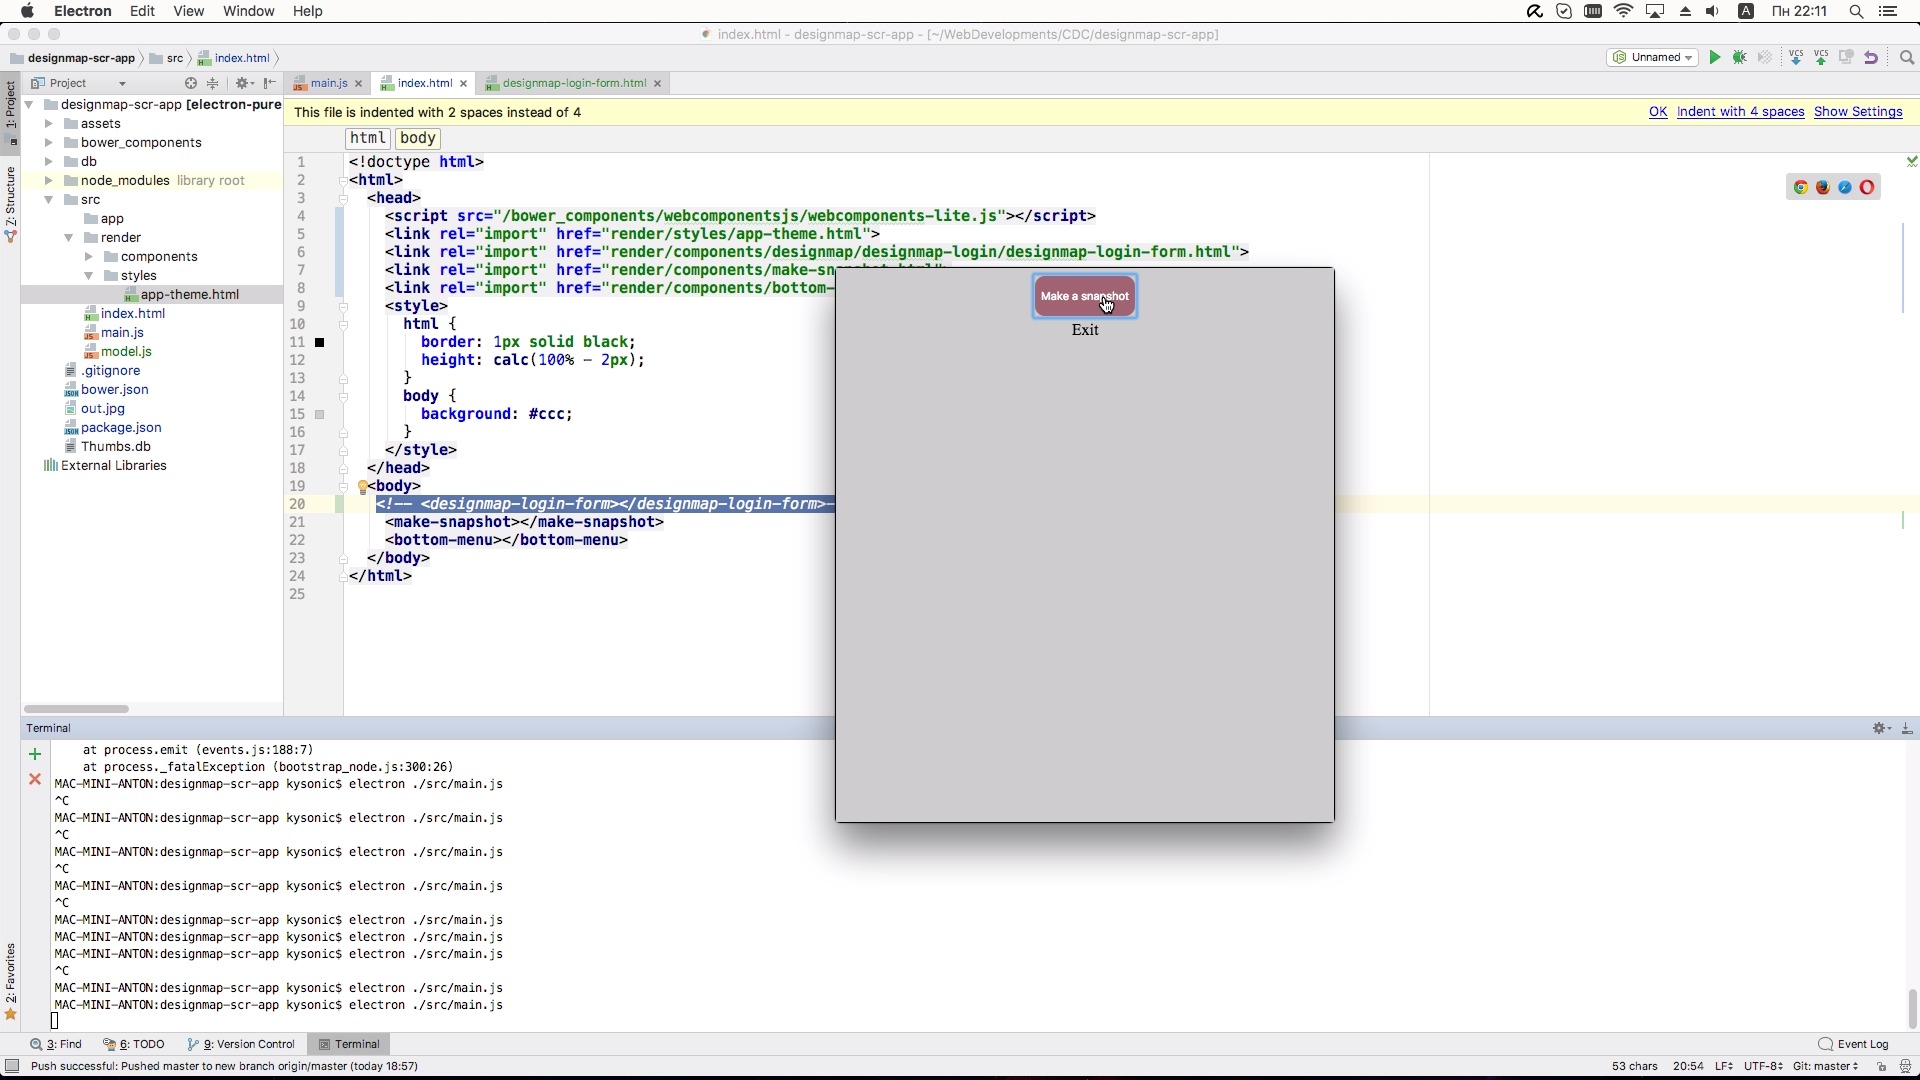 Electron Edit View Window Help
A Пн 22:11
index.html - designmap-scr-app - [~/WebDevelopments/CDC/designmap-scr-app]
designmap-scr-app src index.html
Unnamed VCS VCS
1: Project
Z: Structure
2: Favorites
Project
main.js index.html designmap-login-form.html
designmap-scr-app [electron-pure
assets
bower_components
db
node_modules library root
src
app
render
components
styles
app-theme.html
index.html
main.js
model.js
.gitignore
bower.json
out.jpg
package.json
Thumbs.db
External Libraries
This file is indented with 2 spaces instead of 4
OK Indent with 4 spaces Show Settings
html body
1 <!doctype html>
2 <html>
3 <head>
4 <script src="/bower_components/webcomponentsjs/webcomponents-lite.js"></script>
5 <link rel="import" href="render/styles/app-theme.html">
6 <link rel="import" href="render/components/designmap/designmap-login/designmap-login-form.html">
7 <link rel="import" href="render/components/make-sn
8 <link rel="import" href="render/components/bottom-
9 <style>
10 html {
11 border: 1px solid black;
12 height: calc(100% - 2px);
13 }
14 body {
15 background: #ccc;
16 }
17 </style>
18 </head>
19 <body>
20 <!-- <designmap-login-form></designmap-login-form>-
21 <make-snapshot></make-snapshot>
22 <bottom-menu></bottom-menu>
23 </body>
24 </html>
25
Make a snapshot
Exit
Terminal
at process.emit (events.js:188:7)
at process._fatalException (bootstrap_node.js:300:26)
MAC-MINI-ANTON:designmap-scr-app kysonic$ electron ./src/main.js
^C
MAC-MINI-ANTON:designmap-scr-app kysonic$ electron ./src/main.js
^C
MAC-MINI-ANTON:designmap-scr-app kysonic$ electron ./src/main.js
^C
MAC-MINI-ANTON:designmap-scr-app kysonic$ electron ./src/main.js
^C
MAC-MINI-ANTON:designmap-scr-app kysonic$ electron ./src/main.js
MAC-MINI-ANTON:designmap-scr-app kysonic$ electron ./src/main.js
MAC-MINI-ANTON:designmap-scr-app kysonic$ electron ./src/main.js
^C
MAC-MINI-ANTON:designmap-scr-app kysonic$ electron ./src/main.js
MAC-MINI-ANTON:designmap-scr-app kysonic$ electron ./src/main.js
3: Find 6: TODO 9: Version Control Terminal Event Log
Push successful: Pushed master to new branch origin/master (today 18:57)
53 chars 20:54 LF UTF-8 Git: master